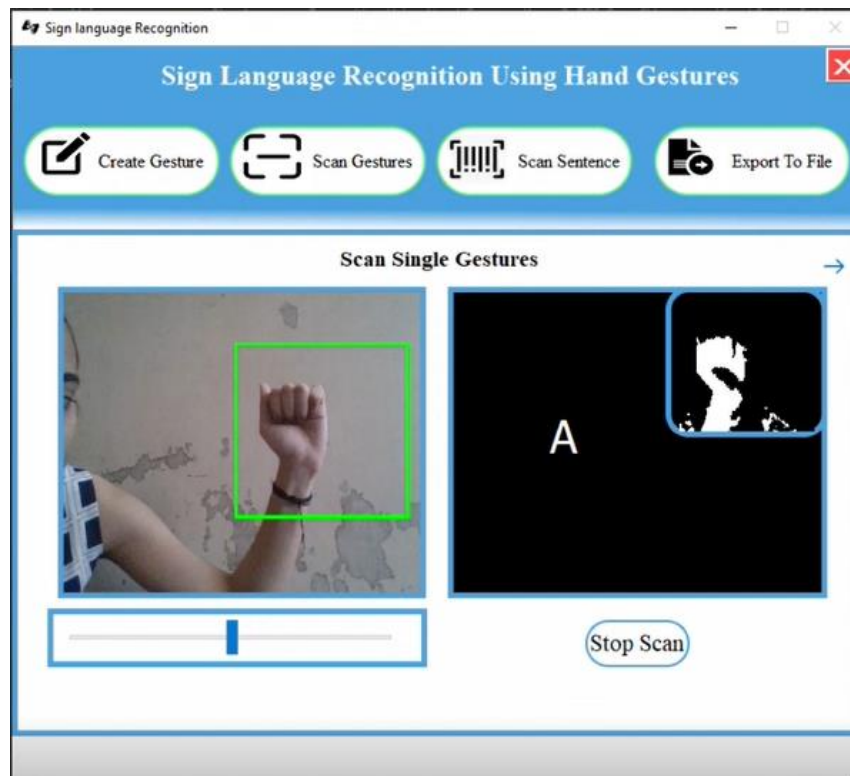 Sign language Recognition
Sign Language Recognition Using Hand Gestures
Create Gesture
Scan Gestures
Scan Sentence
Export To File
Scan Single Gestures
A
Stop Scan